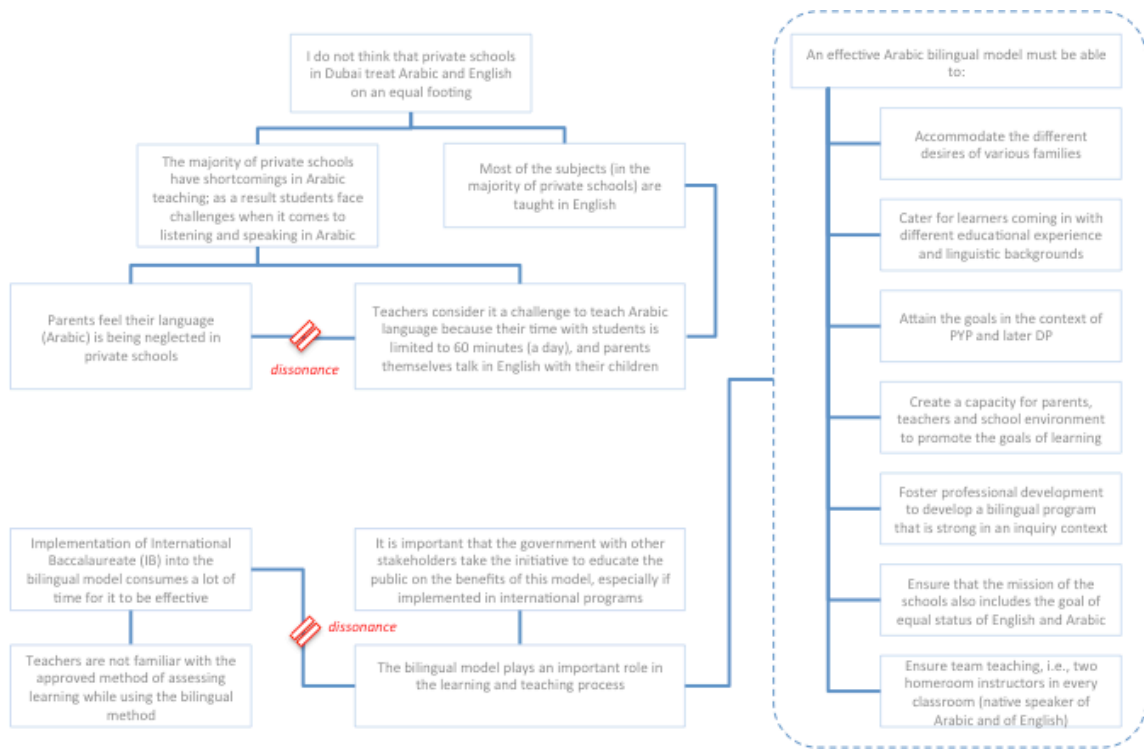 I do not think that private schools
in Dubai treat Arabic and English
on an equal footing
The majority of private schools
have shortcomings in Arabic
teaching; as a result students face
challenges when it comes to
listening and speaking in Arabic
Most of the subjects (in the
majority of private schools) are
taught in English
Parents feel their language
(Arabic) is being neglected in
private schools
dissonance
Teachers consider it a challenge to teach Arabic
language because their time with students is
limited to 60 minutes (a day), and parents
themselves talk in English with their children
Implementation of International
Baccalaureate (IB) into the
bilingual model consumes a lot of
time for it to be effective
It is important that the government with other
stakeholders take the initiative to educate the
public on the benefits of this model, especially if
implemented in international programs
dissonance
Teachers are not familiar with the
approved method of assessing
learning while using the bilingual
method
The bilingual model plays an important role in
the learning and teaching process
An effective Arabic bilingual model must be able
to:
Accommodate the different
desires of various families
Cater for learners coming in with
different educational experience
and linguistic backgrounds
Attain the goals in the context of
PYP and later DP
Create a capacity for parents,
teachers and school environment
to promote the goals of learning
Foster professional development
to develop a bilingual program
that is strong in an inquiry context
Ensure that the mission of the
schools also includes the goal of
equal status of English and Arabic
Ensure team teaching, i.e., two
homeroom instructors in every
classroom (native speaker of
Arabic and of English)